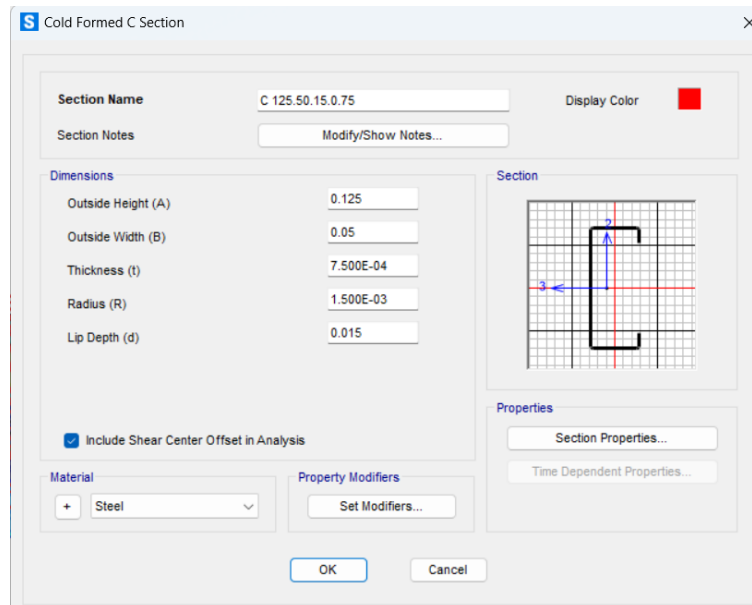 S Cold Formed C Section
Section Name C 125.50.15.0.75 Display Color
Section Notes Modify/Show Notes...
Dimensions
Outside Height (A) 0.125
Outside Width (B) 0.05
Thickness (t) 7.500E-04
Radius (R) 1.500E-03
Lip Depth (d) 0.015
Include Shear Center Offset in Analysis
Section
2
3
Properties
Section Properties...
Time Dependent Properties...
Material
+ Steel
Property Modifiers
Set Modifiers...
OK Cancel